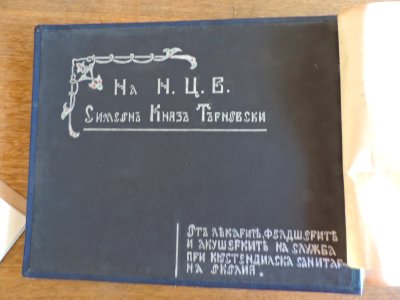 На Н. Ц. В.
Симеонъ Князъ Търновски
Отъ лѣкаритѣ, фелдшеритѣ
и акушеркитѣ на служба
при Кюстендилска санитар-
на околия.